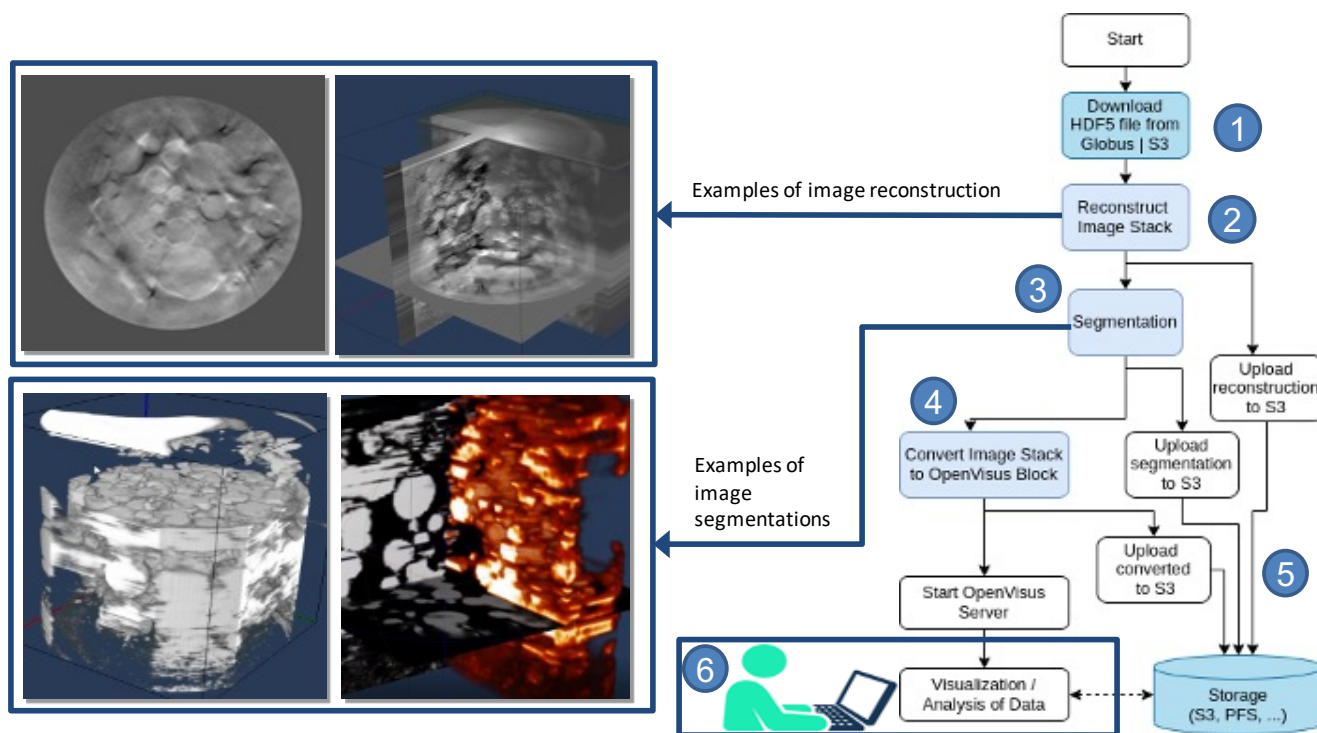 Start
Download
HDF5 file from
Globus | S3
1
Examples of image reconstruction
Reconstruct
Image Stack
2
3
Segmentation
Upload
reconstruction
to S3
4
Convert Image Stack
to OpenVisus Block
Upload
segmentation
to S3
Examples of
image
segmentations
Upload
converted
to S3
5
Start OpenVisus
Server
6
Visualization /
Analysis of Data
Storage
(S3, PFS, ...)